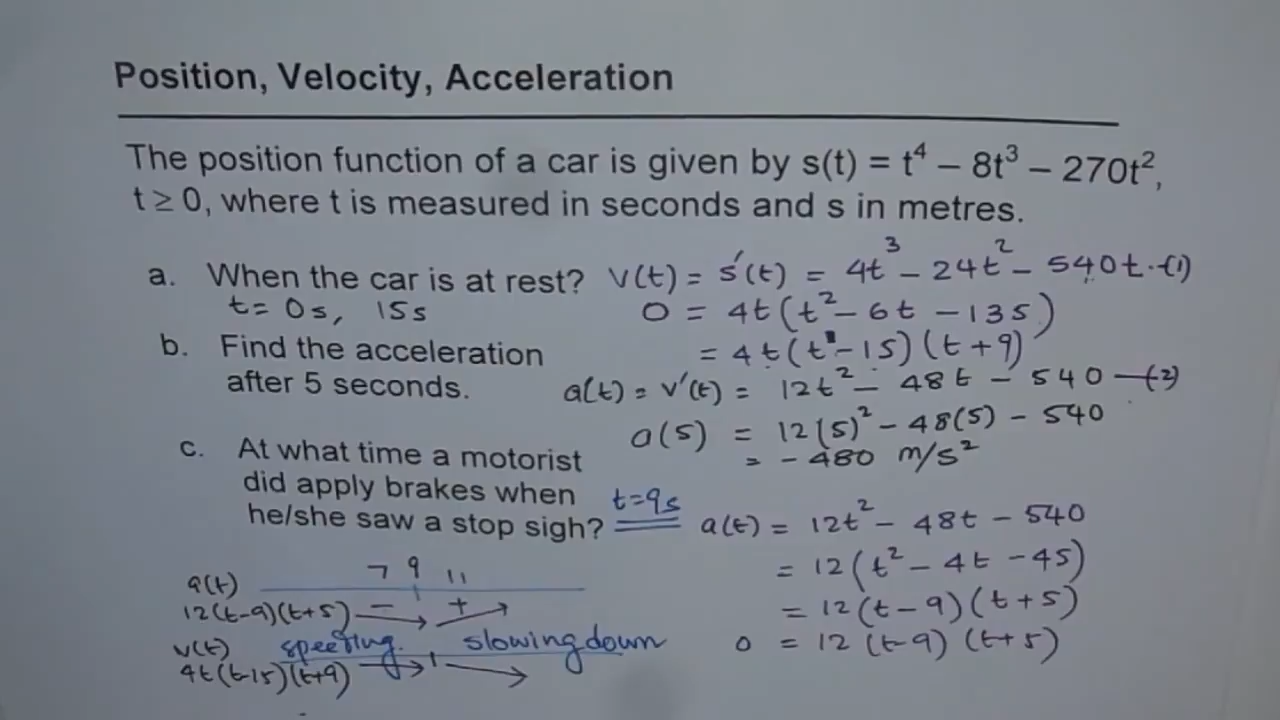 Position, Velocity, Acceleration
The position function of a car is given by s(t) = t⁴ – 8t³ – 270t²,
t ≥ 0, where t is measured in seconds and s in metres.
a. When the car is at rest? v(t) = s'(t) = 4t³ - 24t² - 540t -(1)
t= 0s, 15s 0 = 4t(t² - 6t - 135)
b. Find the acceleration = 4t(t - 15)(t+9)
after 5 seconds. a(t) = v'(t) = 12t² - 48t - 540 -(2)
a(5) = 12(5)² - 48(5) - 540
= - 480 m/s²
c. At what time a motorist
did apply brakes when t=9s
he/she saw a stop sigh? a(t) = 12t² - 48t - 540
= 12(t² - 4t - 45)
= 12(t-9)(t+5)
0 = 12(t-9)(t+5)
a(t) 7 9 11
12(t-9)(t+5) - +
v(t) speeting. slowing down
4t(t-15)(t+9)